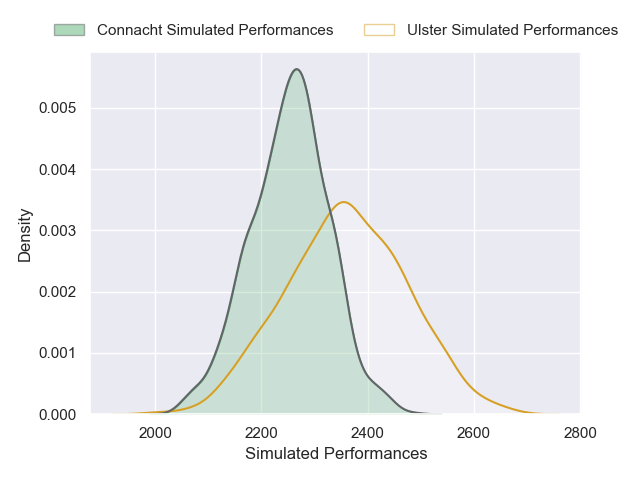 Connacht Simulated Performances
Ulster Simulated Performances
0.005
0.004
0.003
0.002
0.001
0.000
Density
2000
2200
2400
2600
2800
Simulated Performances